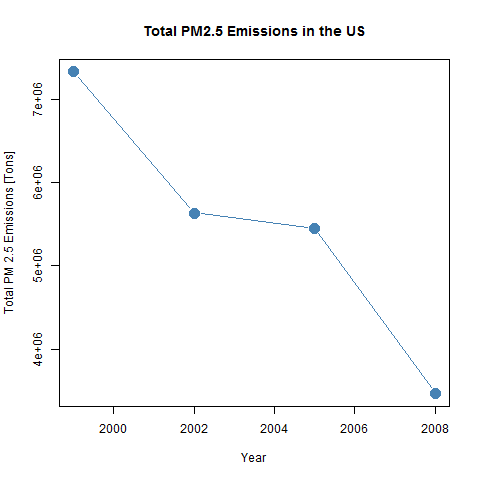 Total PM2.5 Emissions in the US
Total PM 2.5 Emissions [Tons]
7e+06
6e+06
5e+06
4e+06
2000
2002
2004
2006
2008
Year